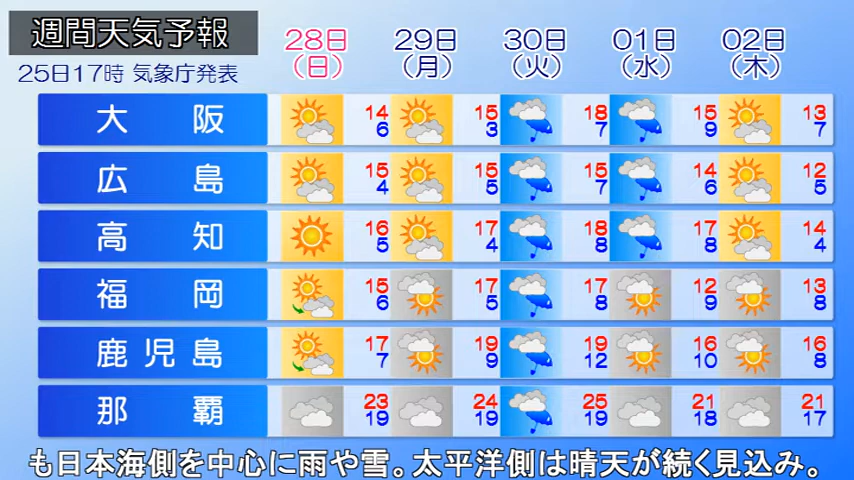 週間天気予報
25日17時 気象庁発表
28日 29日 30日 01日 02日
（日） （月） （火） （水） （木）
大阪 14 6 15 3 18 7 15 9 13 7
広島 15 4 15 5 15 7 14 6 12 5
高知 16 5 17 4 18 8 17 8 14 4
福岡 15 6 17 5 17 8 12 9 13 8
鹿児島 17 7 19 9 19 12 16 10 16 8
那覇 23 19 24 19 25 19 21 18 21 17
も日本海側を中心に雨や雪。太平洋側は晴天が続く見込み。